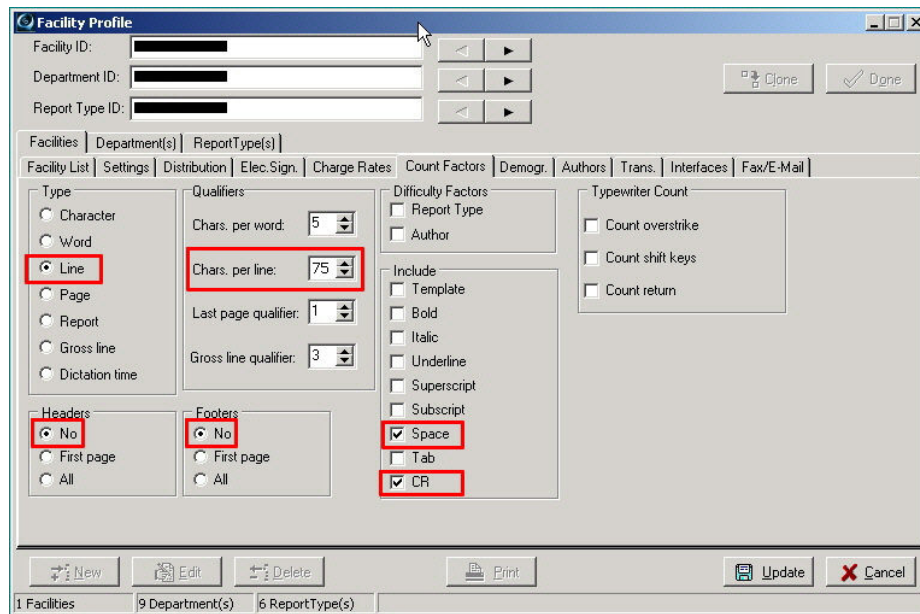 Facility Profile
Facility ID:
Department ID:
Clone Done
Report Type ID:
Facilities Department(s) ReportType(s)
Facility List Settings Distribution Elec.Sign. Charge Rates Count Factors Demogr. Authors Trans. Interfaces Fax/E-Mail
Type
Character
Word
Line
Page
Report
Gross line
Dictation time
Qualifiers
Chars. per word: 5
Chars. per line: 75
Last page qualifier: 1
Gross line qualifier: 3
Difficulty Factors
Report Type
Author
Include
Template
Bold
Italic
Underline
Superscript
Subscript
Space
Tab
CR
Typewriter Count
Count overstrike
Count shift keys
Count return
Headers
No
First page
All
Footers
No
First page
All
New Edit Delete Print Update Cancel
1 Facilities 9 Department(s) 6 ReportType(s)